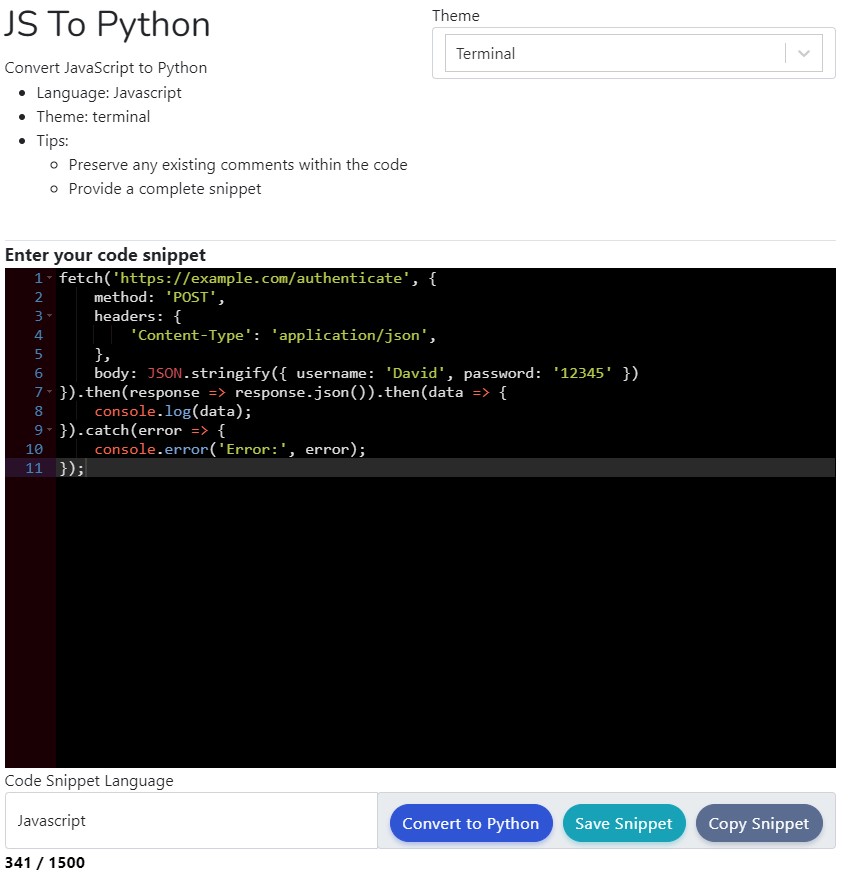 JS To Python
Theme
Terminal
Convert JavaScript to Python
Language: Javascript
Theme: terminal
Tips:
Preserve any existing comments within the code
Provide a complete snippet
Enter your code snippet
1 fetch('https://example.com/authenticate', {
2     method: 'POST',
3     headers: {
4         'Content-Type': 'application/json',
5     },
6     body: JSON.stringify({ username: 'David', password: '12345' })
7 }).then(response => response.json()).then(data => {
8     console.log(data);
9 }).catch(error => {
10     console.error('Error:', error);
11 });
Code Snippet Language
Javascript
Convert to Python
Save Snippet
Copy Snippet
341 / 1500